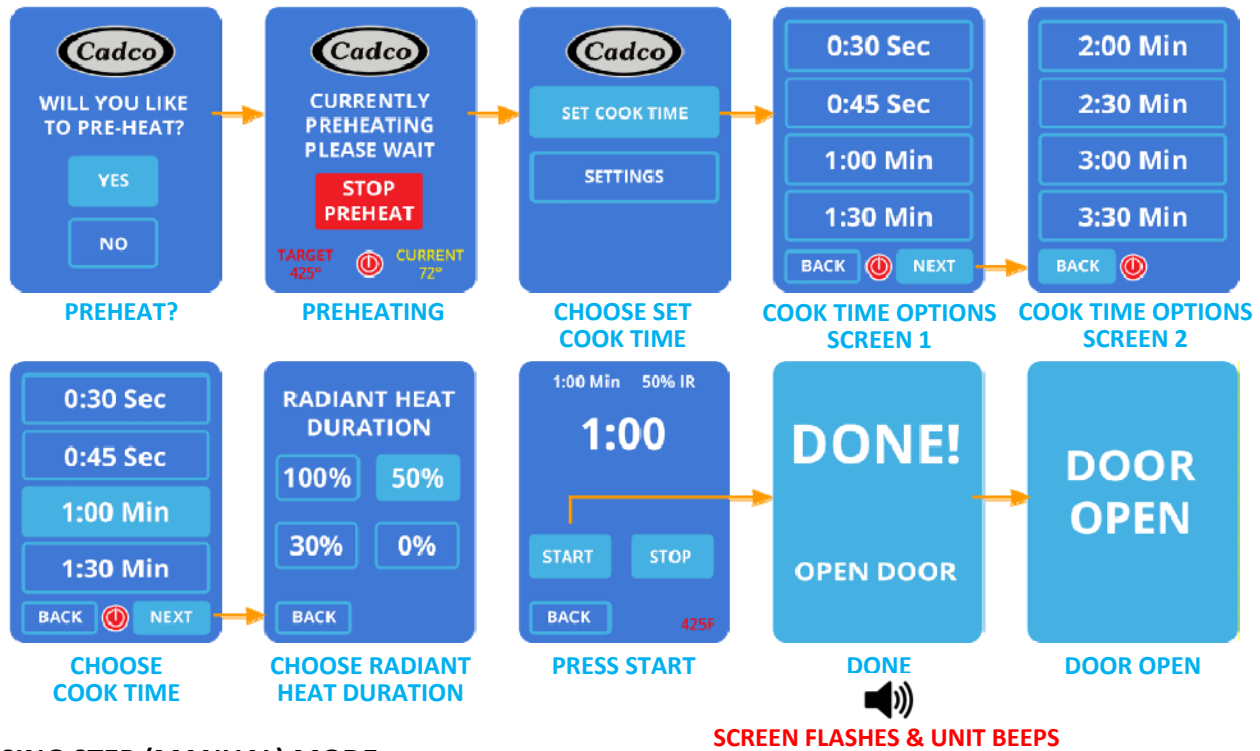 Cadco
WILL YOU LIKE
TO PRE-HEAT?
YES
NO
PREHEAT?
Cadco
CURRENTLY
PREHEATING
PLEASE WAIT
STOP
PREHEAT
TARGET
425°
CURRENT
72°
PREHEATING
Cadco
SET COOK TIME
SETTINGS
CHOOSE SET
COOK TIME
0:30 Sec
0:45 Sec
1:00 Min
1:30 Min
BACK NEXT
COOK TIME OPTIONS
SCREEN 1
2:00 Min
2:30 Min
3:00 Min
3:30 Min
BACK
COOK TIME OPTIONS
SCREEN 2
0:30 Sec
0:45 Sec
1:00 Min
1:30 Min
BACK NEXT
CHOOSE
COOK TIME
RADIANT HEAT
DURATION
100% 50%
30% 0%
BACK
CHOOSE RADIANT
HEAT DURATION
1:00 Min 50% IR
1:00
START STOP
BACK 425F
PRESS START
DONE!
OPEN DOOR
DONE
SCREEN FLASHES & UNIT BEEPS
DOOR
OPEN
DOOR OPEN